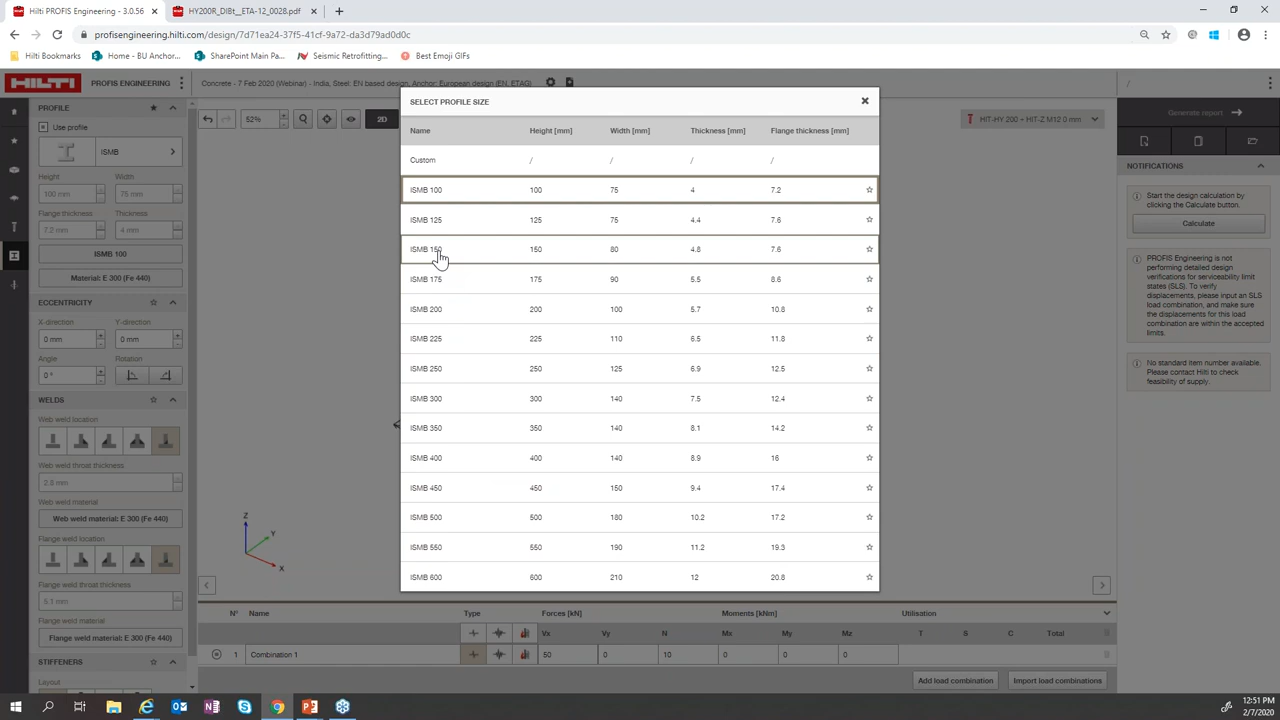 Hilti PROFIS Engineering - 3.0.56
HY200R_DIBt__ETA-12_0028.pdf
profisengineering.hilti.com/design/7d71ea24-37f5-41cf-9a72-da3d79ad0d0c
Hilti Bookmarks
Home - BU Anchor...
SharePoint Main Pa...
Seismic Retrofitting...
Best Emoji GIFs
HILTI
PROFIS ENGINEERING
Concrete - 7 Feb 2020 (Webinar) - India, Steel: EN based design, Anchor: European design (EN, ETAG)
/
PROFILE
Use profile
ISMB
Height
Width
100 mm
75 mm
Flange thickness
Thickness
7.2 mm
4 mm
ISMB 100
Material: E 300 (Fe 440)
ECCENTRICITY
X-direction
Y-direction
0 mm
0 mm
Angle
Rotation
0 °
WELDS
Web weld location
Web weld throat thickness
2.8 mm
Web weld material
Web weld material: E 300 (Fe 440)
Flange weld location
Flange weld throat thickness
5.1 mm
Flange weld material
Flange weld material: E 300 (Fe 440)
STIFFENERS
Layout
52%
2D
HIT-HY 200 + HIT-Z M12 0 mm
SELECT PROFILE SIZE
Name Height [mm] Width [mm] Thickness [mm] Flange thickness [mm]
Custom / / / /
ISMB 100 100 75 4 7.2
ISMB 125 125 75 4.4 7.6
ISMB 150 150 80 4.8 7.6
ISMB 175 175 90 5.5 8.6
ISMB 200 200 100 5.7 10.8
ISMB 225 225 110 6.5 11.8
ISMB 250 250 125 6.9 12.5
ISMB 300 300 140 7.5 12.4
ISMB 350 350 140 8.1 14.2
ISMB 400 400 140 8.9 16
ISMB 450 450 150 9.4 17.4
ISMB 500 500 180 10.2 17.2
ISMB 550 550 190 11.2 19.3
ISMB 600 600 210 12 20.8
Z
Y
X
N° Name Type Forces [kN] Moments [kNm] Utilisation
Vx Vy N Mx My Mz T S C Total
1 Combination 1 50 0 10 0 0 0
Add load combination
Import load combinations
Generate report
NOTIFICATIONS
Start the design calculation by
clicking the Calculate button.
Calculate
PROFIS Engineering is not
performing detailed design
verifications for serviceability limit
states (SLS). To verify
displacements, please input an SLS
load combination, and make sure
the displacements for this load
combination are within the accepted
limits.
No standard item number available.
Please contact Hilti to check
feasibility of supply.
12:51 PM
2/7/2020